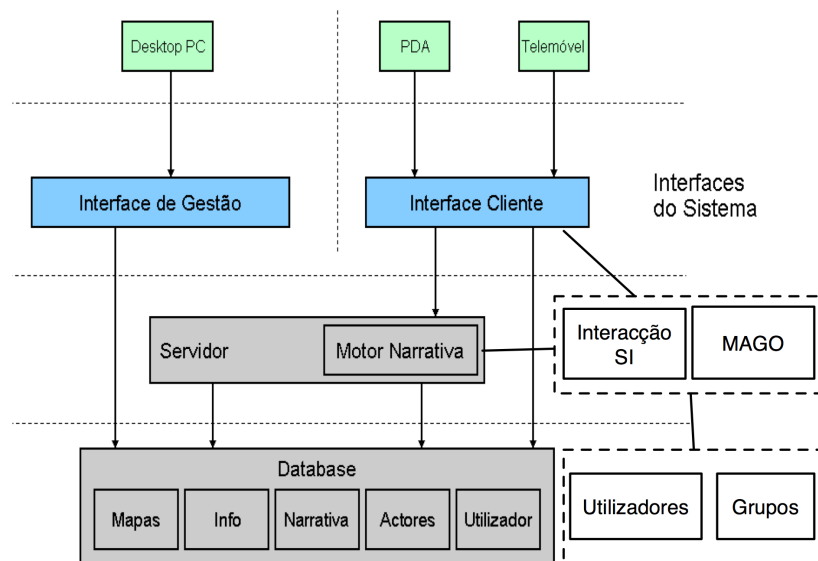 Desktop PC
PDA
Telemóvel
Interface de Gestão
Interface Cliente
Interfaces
do Sistema
Servidor
Motor Narrativa
Interacção
SI
MAGO
Database
Mapas
Info
Narrativa
Actores
Utilizador
Utilizadores
Grupos